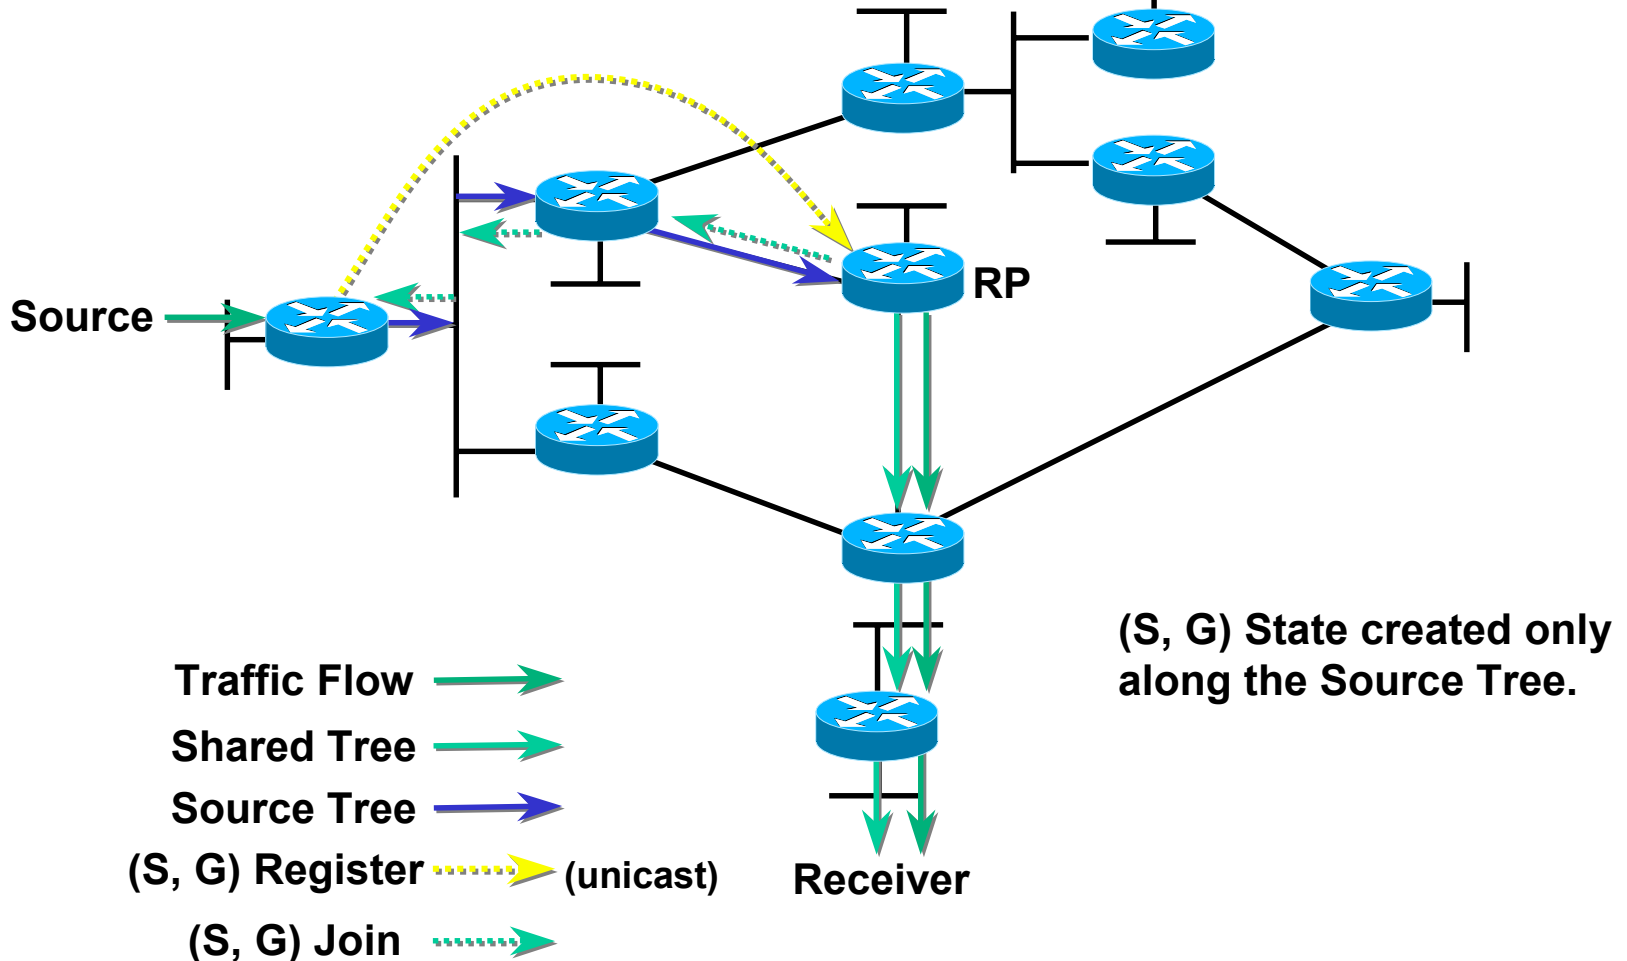 RP
Source
(S, G) State created only
along the Source Tree.
Traffic Flow
Shared Tree
Source Tree
(S, G) Register
(unicast)
Receiver
(S, G) Join